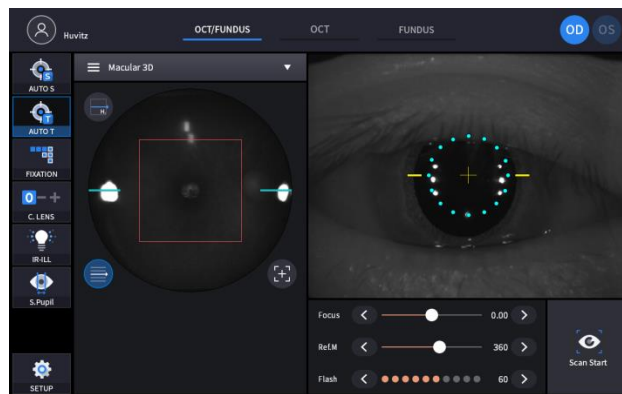 Huvitz
OCT/FUNDUS
OCT
FUNDUS
OD
OS
S
AUTO S
T
AUTO T
FIXATION
0 - +
C. LENS
IR-ILL
S.Pupil
SETUP
Macular 3D
H.
Focus
0.00
Ref.M
360
Flash
60
Scan Start